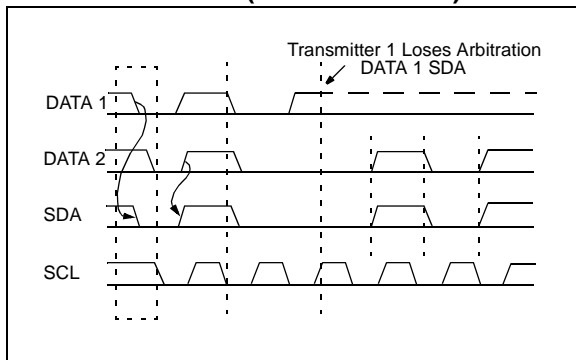 Transmitter 1 Loses Arbitration
DATA 1 SDA
DATA 1
DATA 2
SDA
SCL